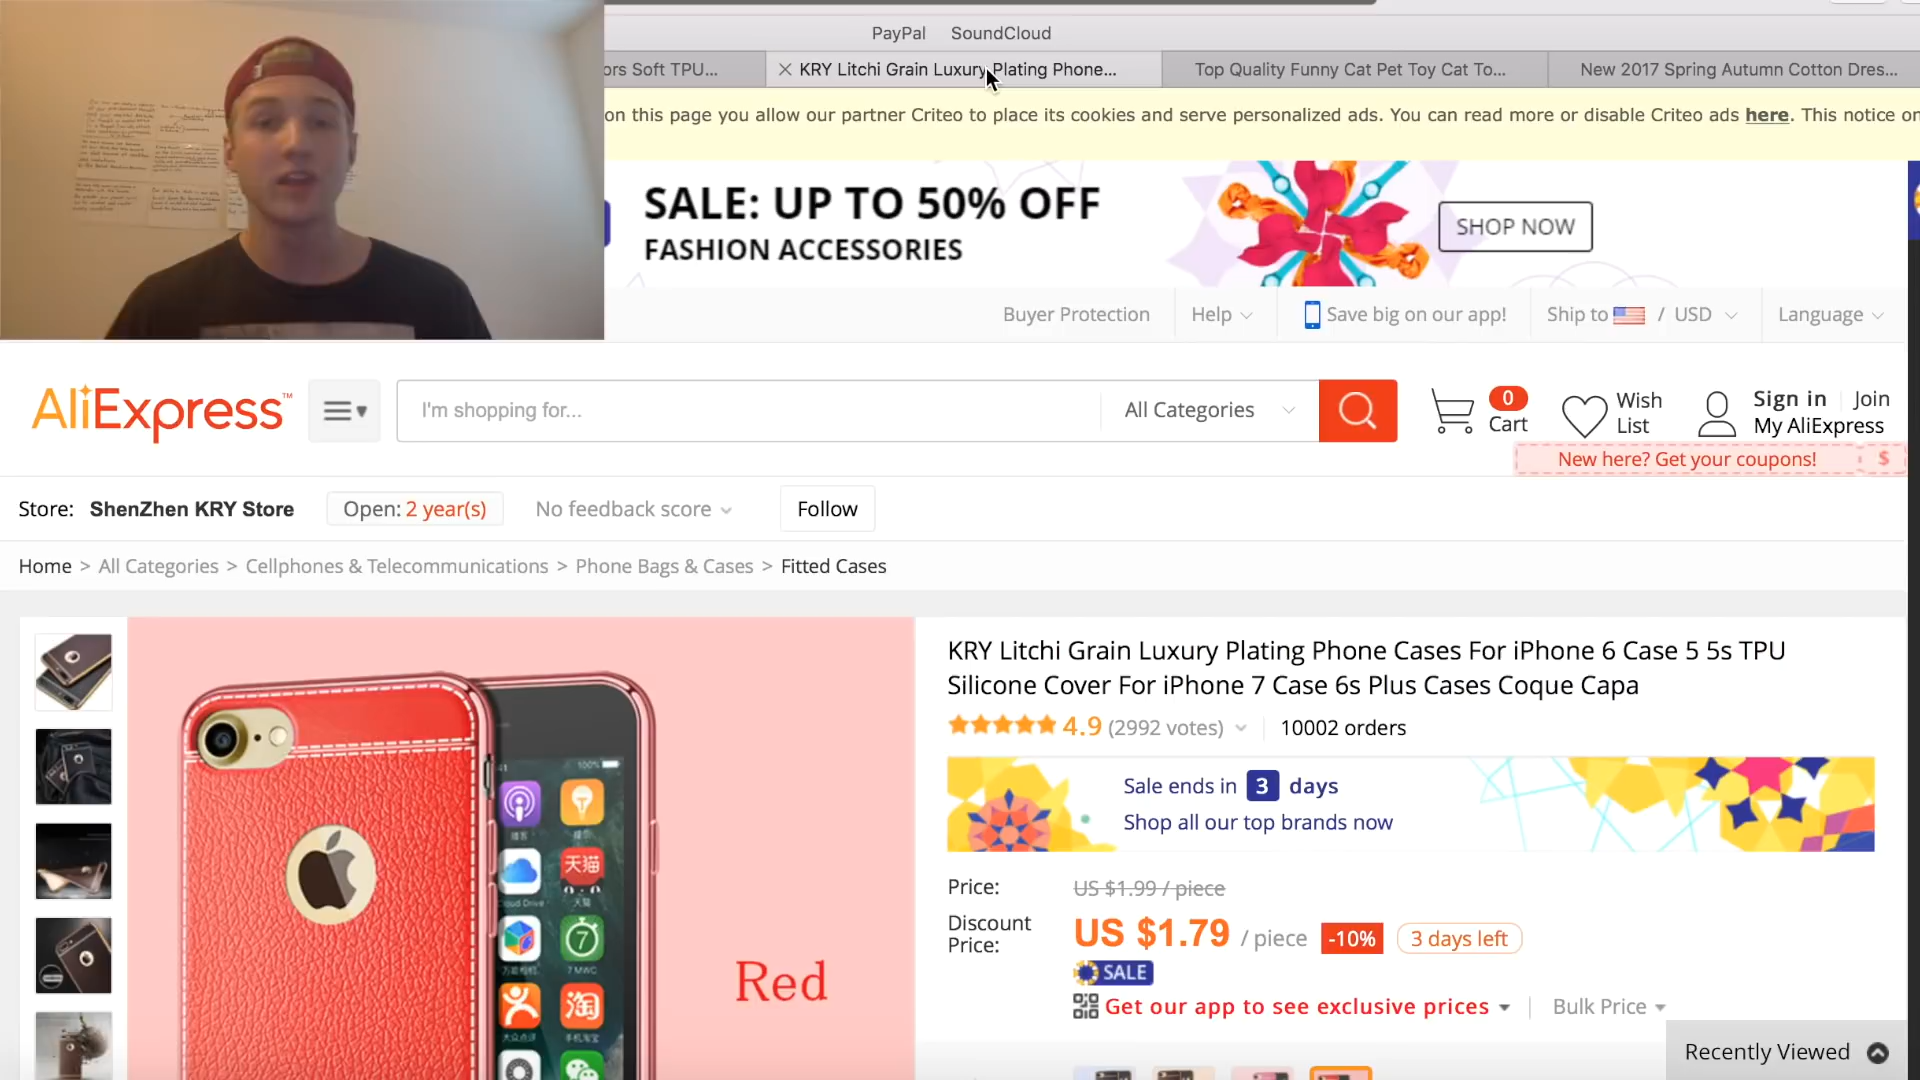 PayPal SoundCloud
ors Soft TPU...
KRY Litchi Grain Luxury Plating Phone...
Top Quality Funny Cat Pet Toy Cat To...
New 2017 Spring Autumn Cotton Dres...
on this page you allow our partner Criteo to place its cookies and serve personalized ads. You can read more or disable Criteo ads here. This notice on
SALE: UP TO 50% OFF
FASHION ACCESSORIES
SHOP NOW
Buyer Protection
Help
Save big on our app!
Ship to / USD
Language
AliExpress™
I'm shopping for...
All Categories
0
Cart
Wish
List
Sign in Join
My AliExpress
New here? Get your coupons! $
Store: ShenZhen KRY Store
Open: 2 year(s)
No feedback score
Follow
Home > All Categories > Cellphones & Telecommunications > Phone Bags & Cases > Fitted Cases
KRY Litchi Grain Luxury Plating Phone Cases For iPhone 6 Case 5 5s TPU
Silicone Cover For iPhone 7 Case 6s Plus Cases Coque Capa
4.9 (2992 votes) 10002 orders
Sale ends in 3 days
Shop all our top brands now
Price: US $1.99 / piece
Discount
Price:
US $1.79 / piece -10% 3 days left
SALE
Get our app to see exclusive prices
Bulk Price
Recently Viewed
100%
天猫
天猫
7
淘
Red